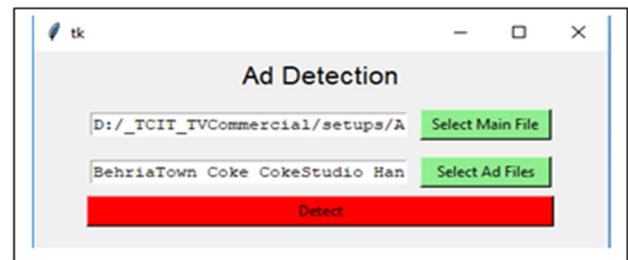 tk
Ad Detection
D:/_TCIT_TVCommercial/setups/A Select Main File
BehriaTown Coke CokeStudio Han Select Ad Files
Detect